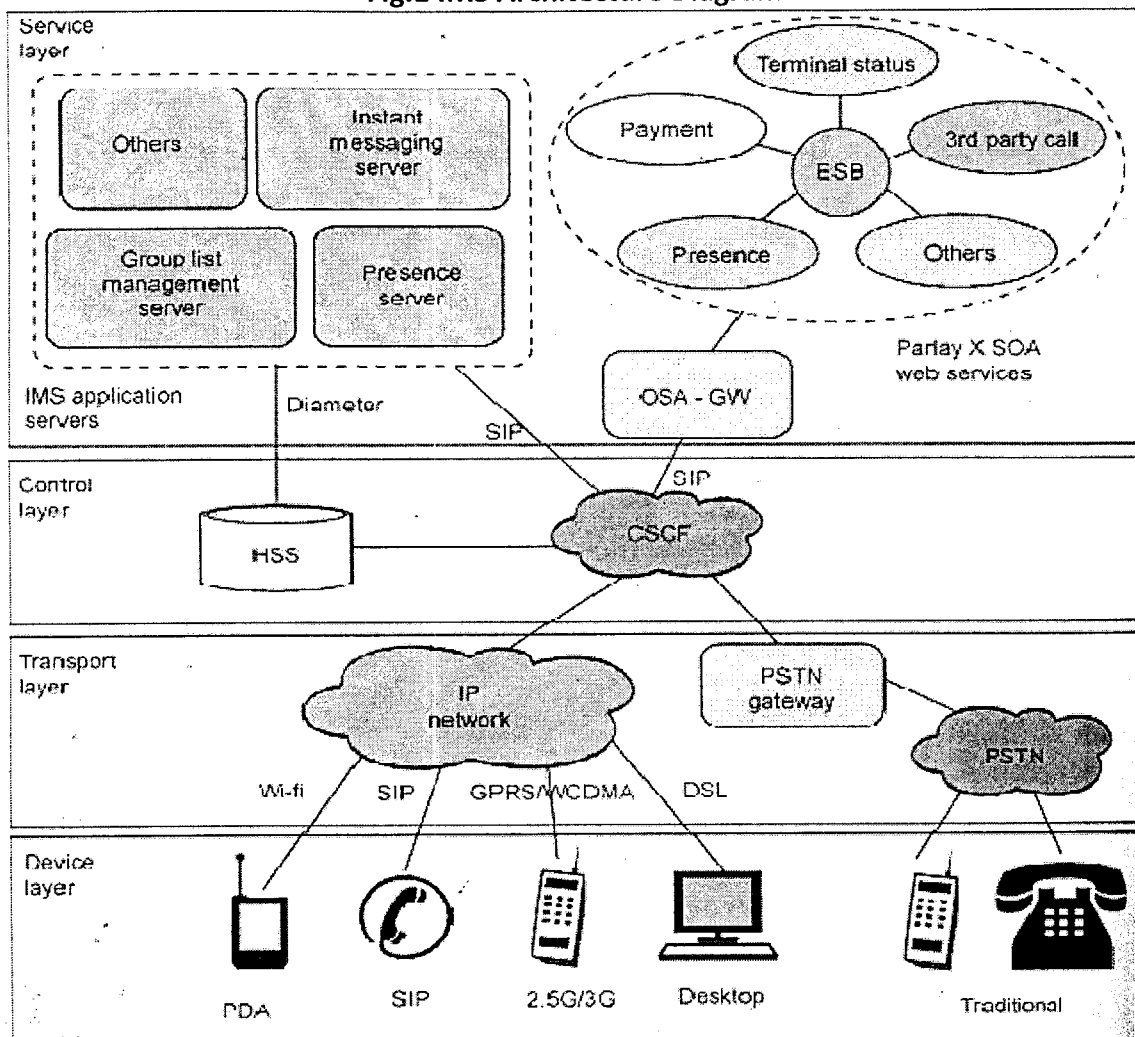 Service
layer
Others
Instant
messaging
server
Group list
management
server
Presence
server
Terminal status
Payment
ESB
3rd party call
Presence
Others
Parlay X SOA
web services
IMS application
servers
Diameter
SIP
OSA - GW
SIP
Control
layer
HSS
CSCF
Transport
layer
IP
network
PSTN
gateway
PSTN
Wi-fi
SIP
GPRS/WCDMA
DSL
Device
layer
PDA
SIP
2.5G/3G
Desktop
Traditional